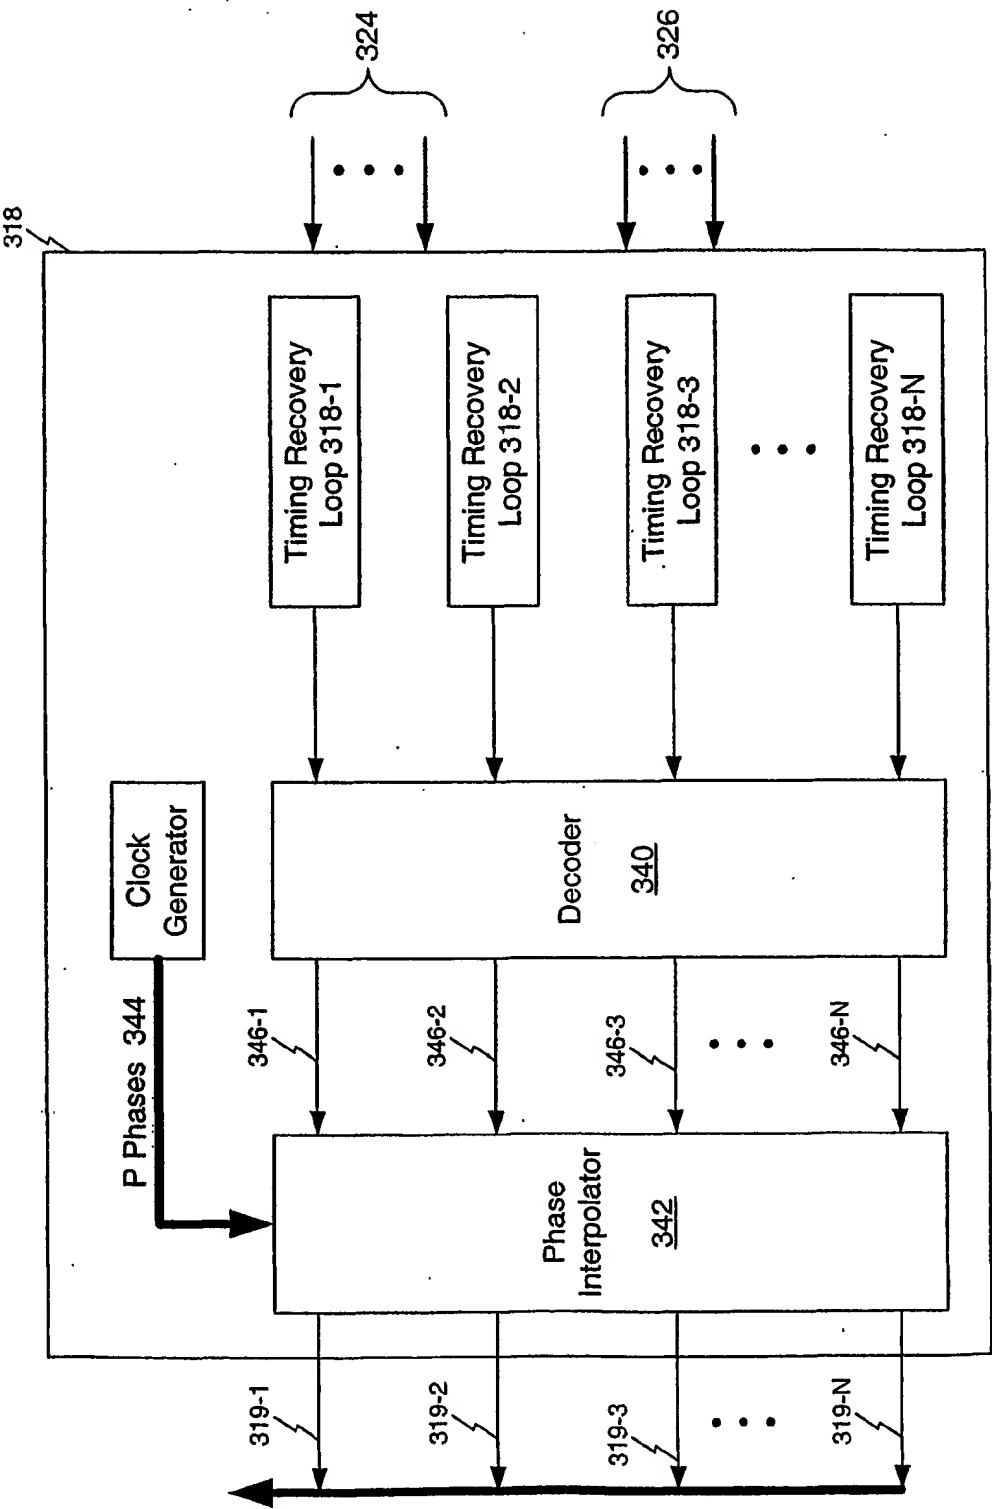 318
324
326
Timing Recovery
Loop 318-1
Timing Recovery
Loop 318-2
Timing Recovery
Loop 318-3
Timing Recovery
Loop 318-N
Clock
Generator
Decoder
340
P Phases 344
346-1
346-2
346-3
346-N
Phase
Interpolator
342
319-1
319-2
319-3
319-N